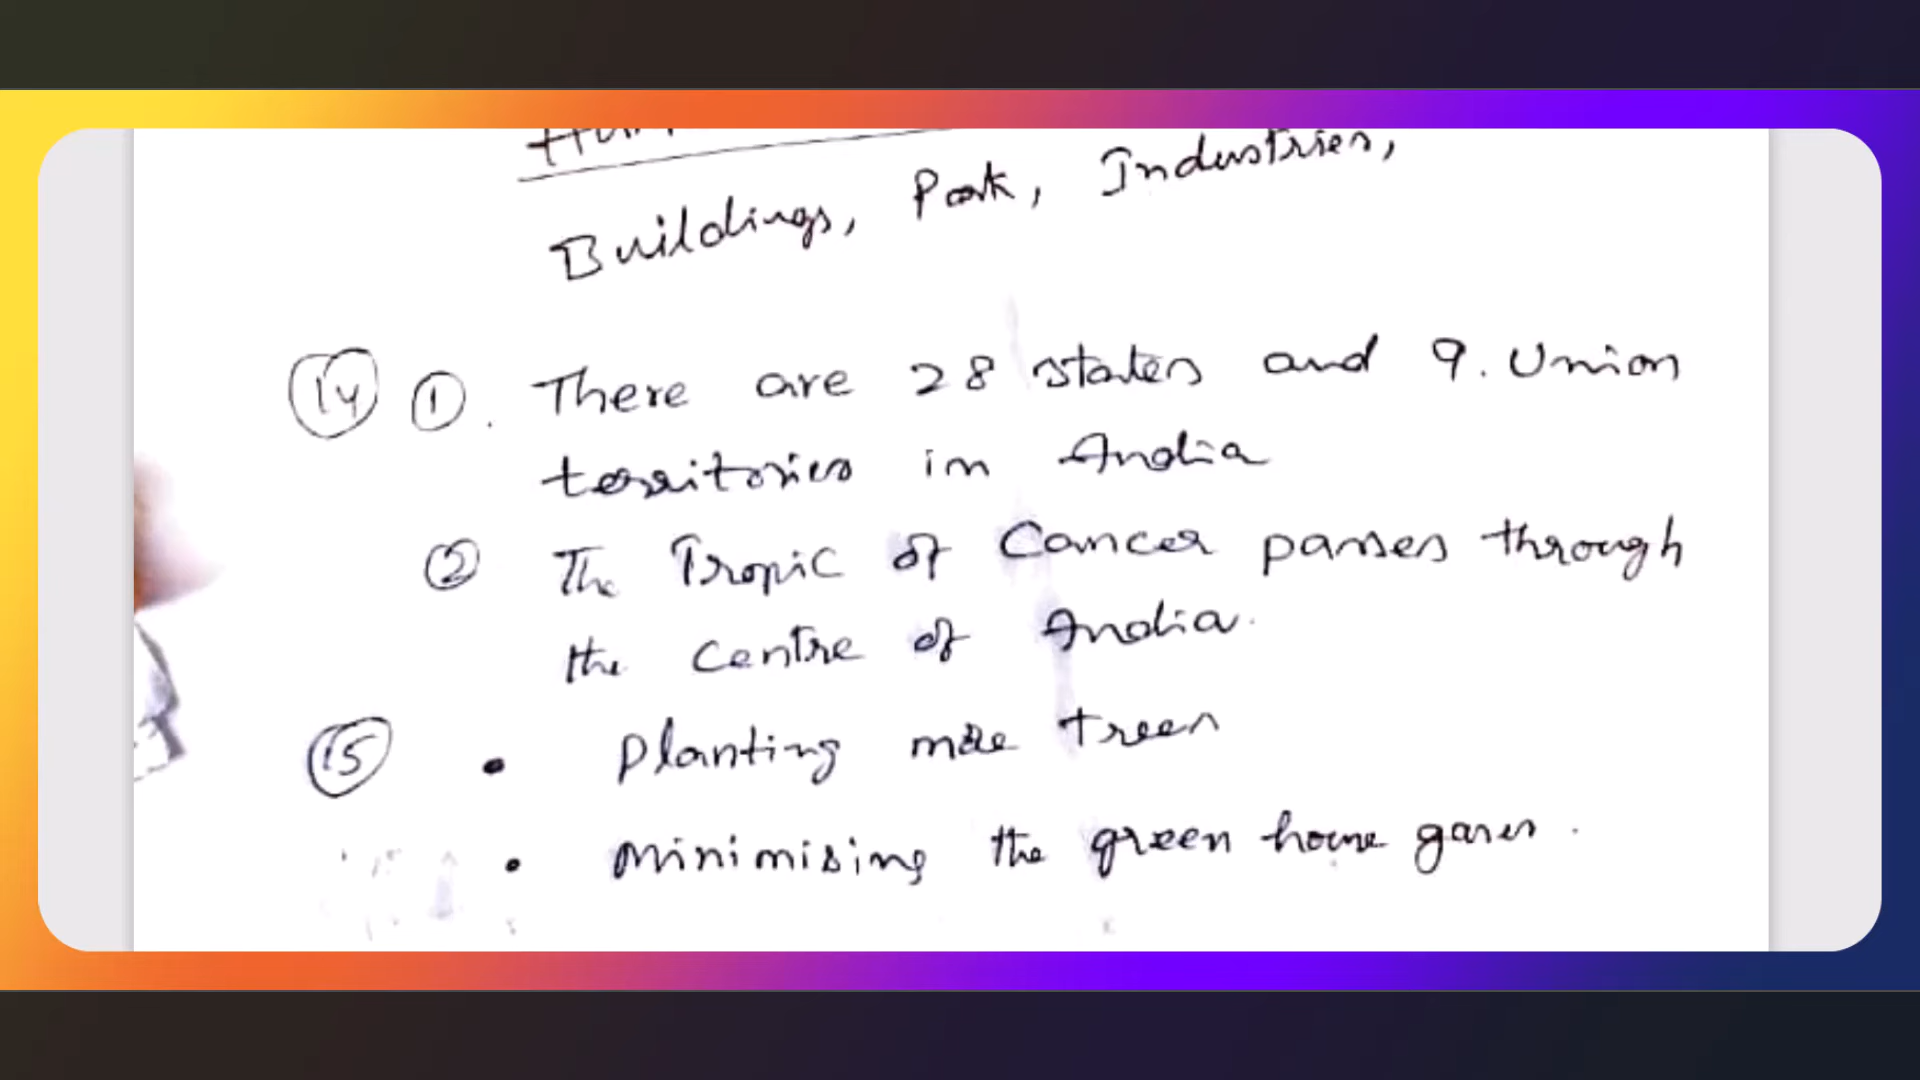 Buildings, Park, Industries,
14 1. There are 28 states and 9. Union
territories in India
2 The Tropic of Cancer passes through
the centre of India.
15 • Planting more trees
• Minimising the green house gases.